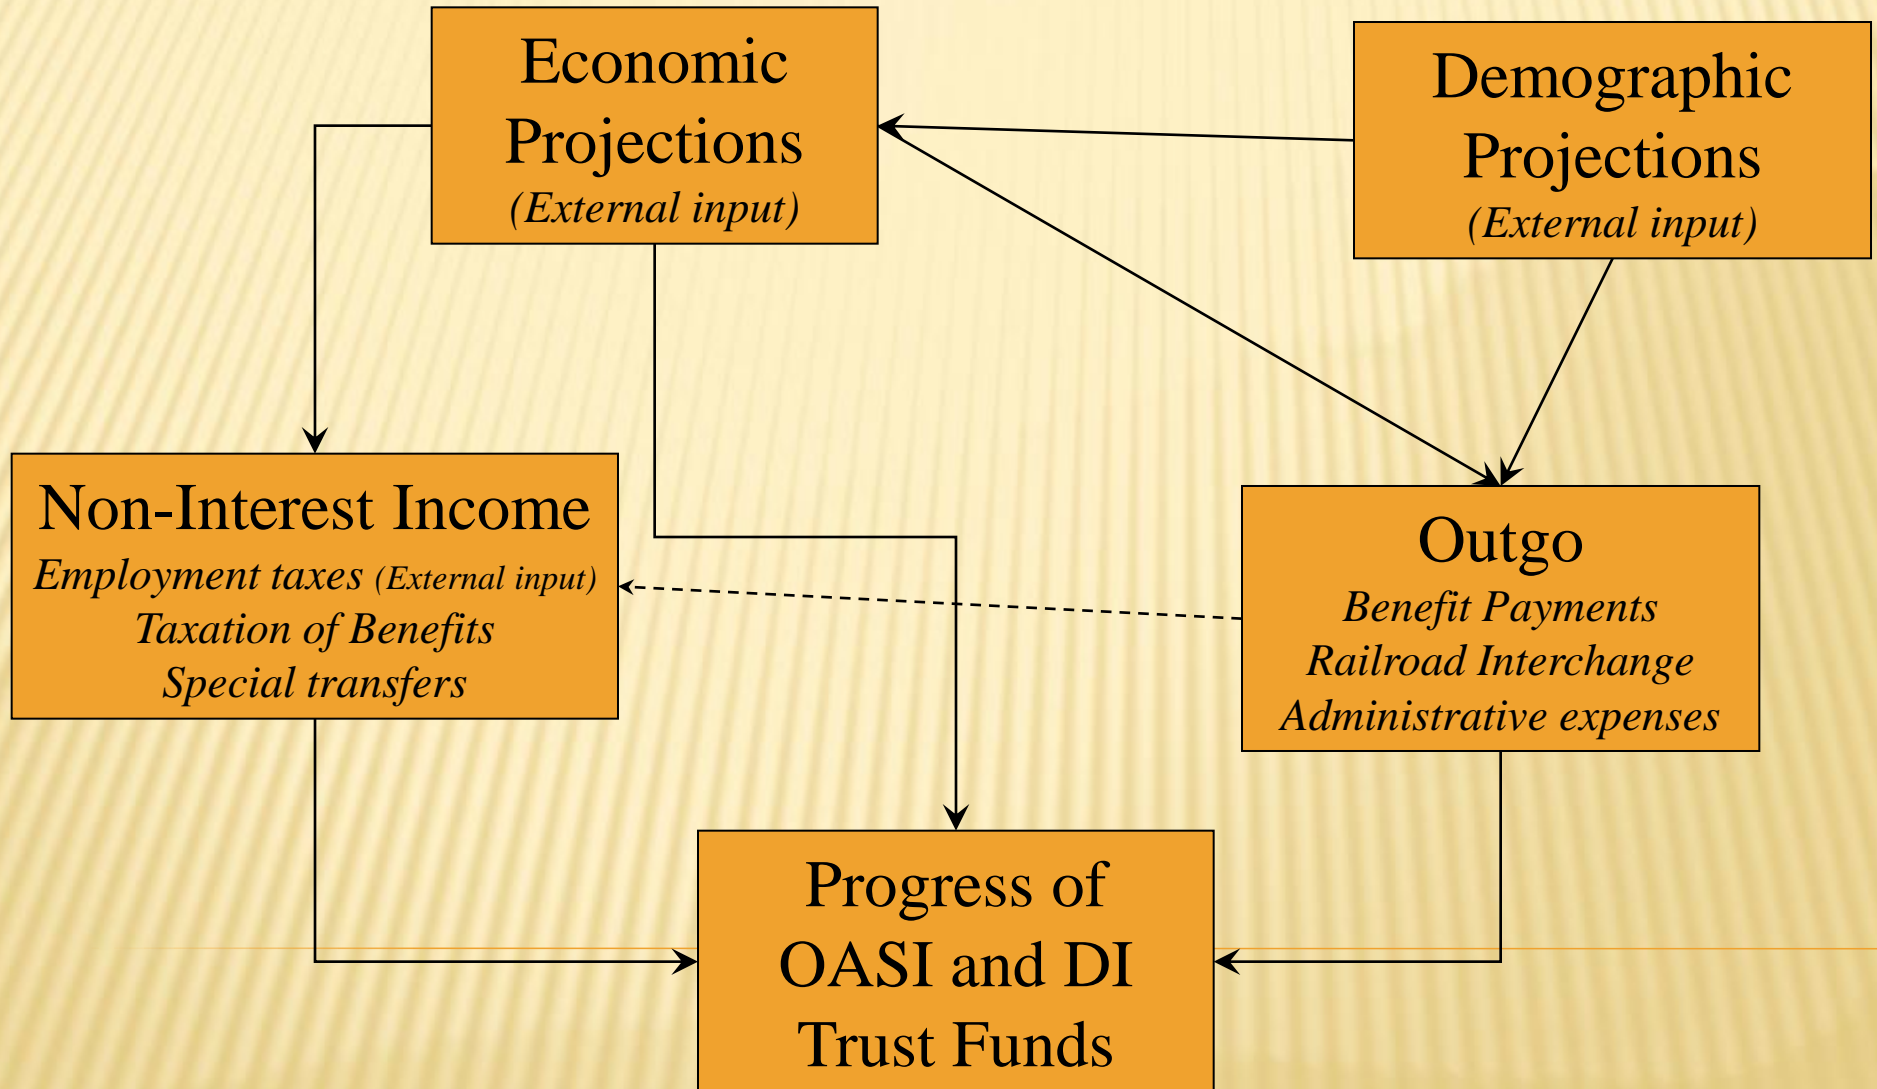 Economic
Projections
(External input)
Demographic
Projections
(External input)
Non-Interest Income
Employment taxes (External input)
Taxation of Benefits
Special transfers
Outgo
Benefit Payments
Railroad Interchange
Administrative expenses
Progress of
OASI and DI
Trust Funds